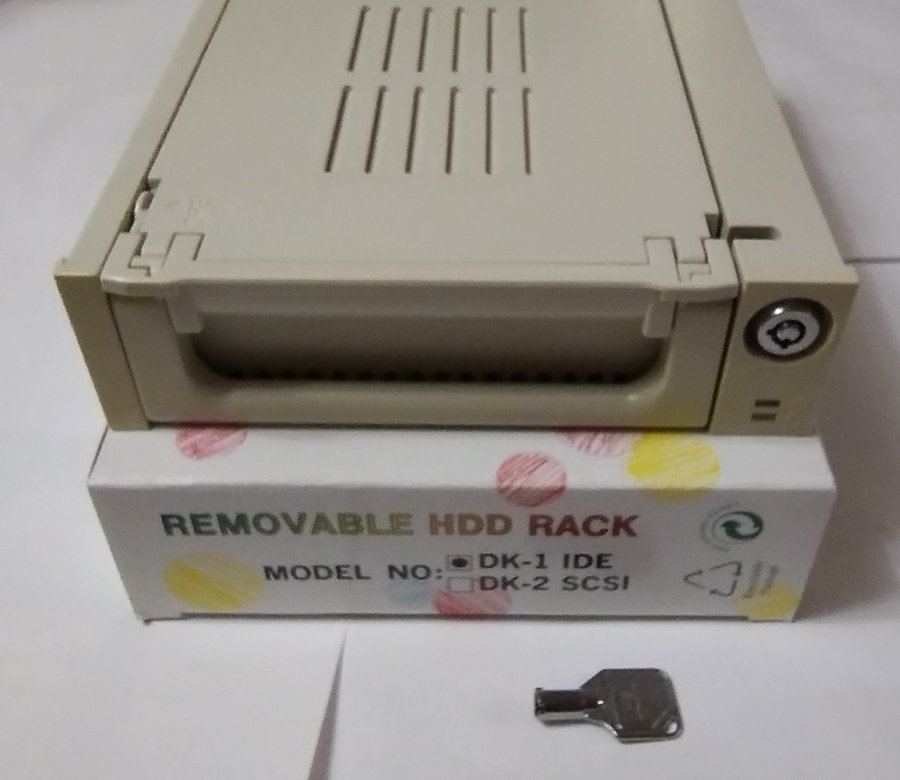 REMOVABLE HDD RACK
MODEL NO: DK-1 IDE
DK-2 SCSI